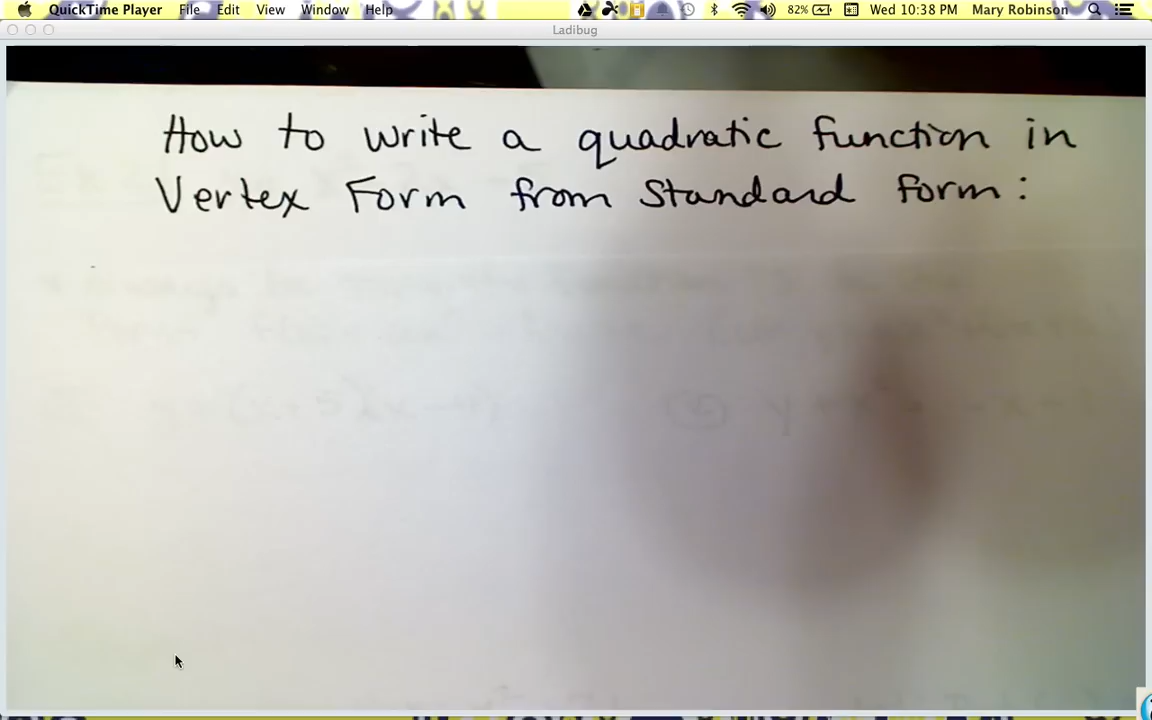 QuickTime Player File Edit View Window Help 82% Wed 10:38 PM Mary Robinson
Ladibug
How to write a quadratic function in
Vertex Form from Standard form: